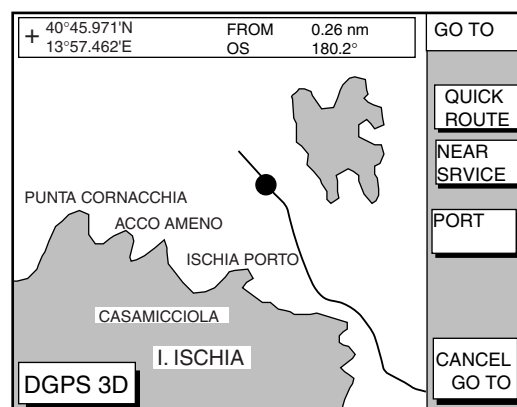 + 40°45.971'N FROM 0.26 nm
13°57.462'E OS 180.2°
GO TO
QUICK
ROUTE
NEAR
SRVICE
PORT
PUNTA CORNACCHIA
ACCO AMENO
ISCHIA PORTO
CASAMICCIOLA
I. ISCHIA
DGPS 3D
CANCEL
GO TO